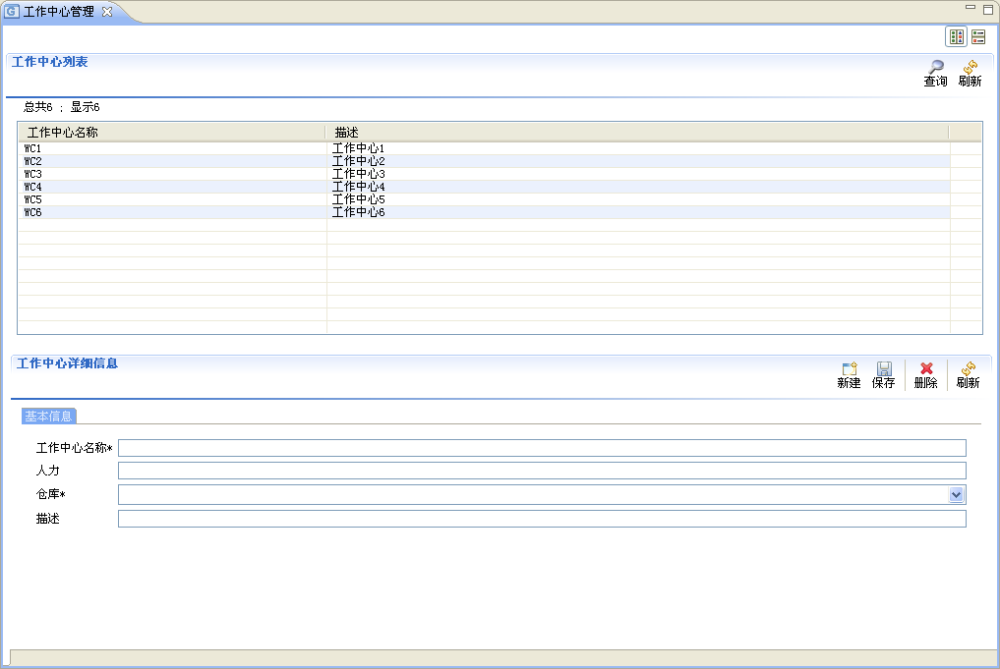 工作中心管理
工作中心列表
查询 刷新
总共6 ; 显示6
工作中心名称 描述
WC1 工作中心1
WC2 工作中心2
WC3 工作中心3
WC4 工作中心4
WC5 工作中心5
WC6 工作中心6
工作中心详细信息
新建 保存 删除 刷新
基本信息
工作中心名称*
人力
仓库*
描述